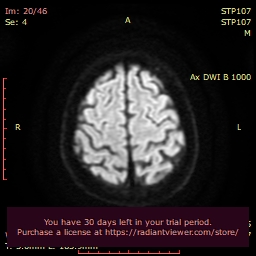 Im: 20/46
Se: 4
A
STP107
STP107
M
Ax DWI B 1000
R
L
You have 30 days left in your trial period.
Purchase a license at https://radiantviewer.com/store/